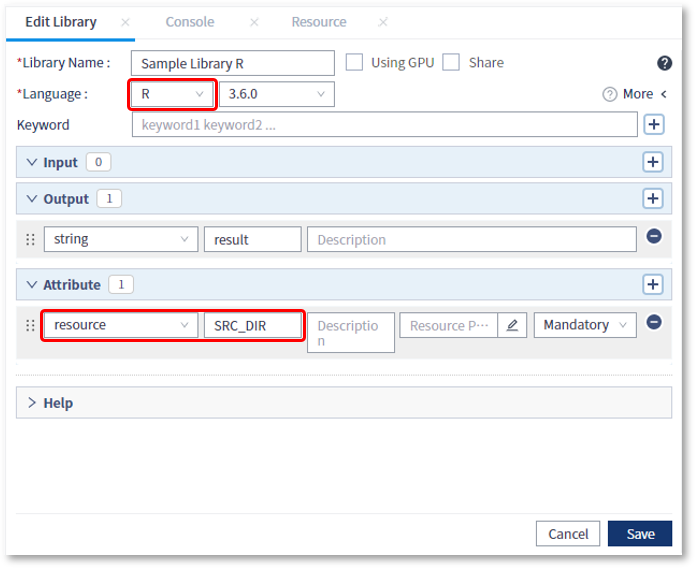 Edit Library Console Resource
*Library Name : Sample Library R Using GPU Share
*Language : R 3.6.0 More
Keyword keyword1 keyword2 ...
Input 0
Output 1
string result Description
Attribute 1
resource SRC_DIR Descriptio Resource P··· Mandatory
n
Help
Cancel Save